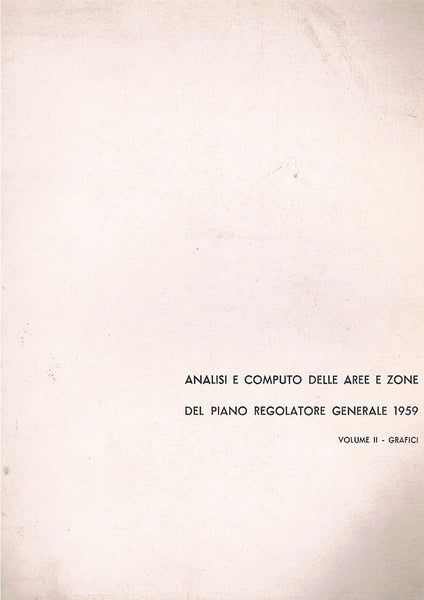 ANALISI E COMPUTO DELLE AREE E ZONE
DEL PIANO REGOLATORE GENERALE 1959
VOLUME II - GRAFICI